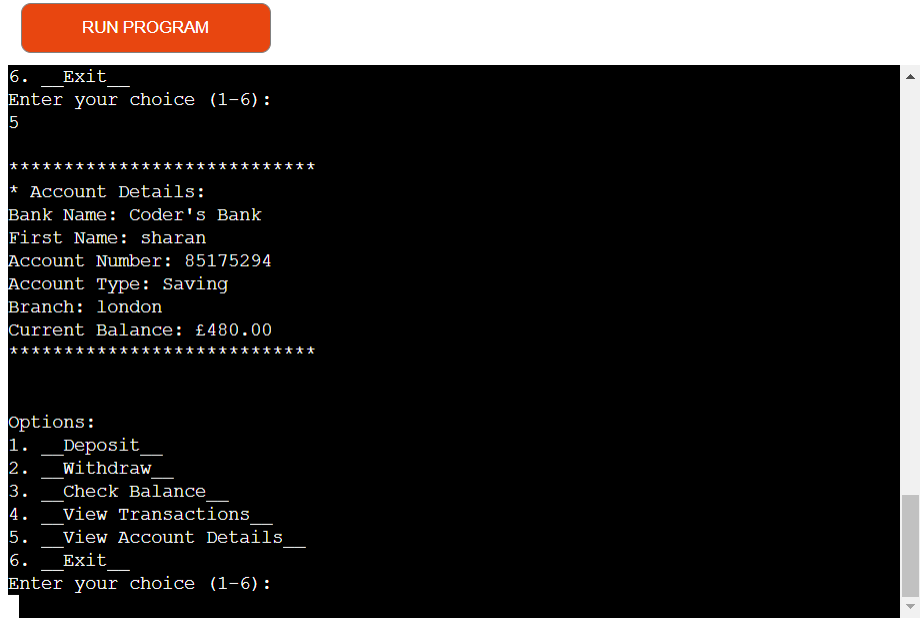 RUN PROGRAM
6. __Exit__
Enter your choice (1-6):
5
****************************
* Account Details:
Bank Name: Coder's Bank
First Name: sharan
Account Number: 85175294
Account Type: Saving
Branch: london
Current Balance: £480.00
****************************
Options:
1. __Deposit__
2. __Withdraw__
3. __Check Balance__
4. __View Transactions__
5. __View Account Details__
6. __Exit__
Enter your choice (1-6):